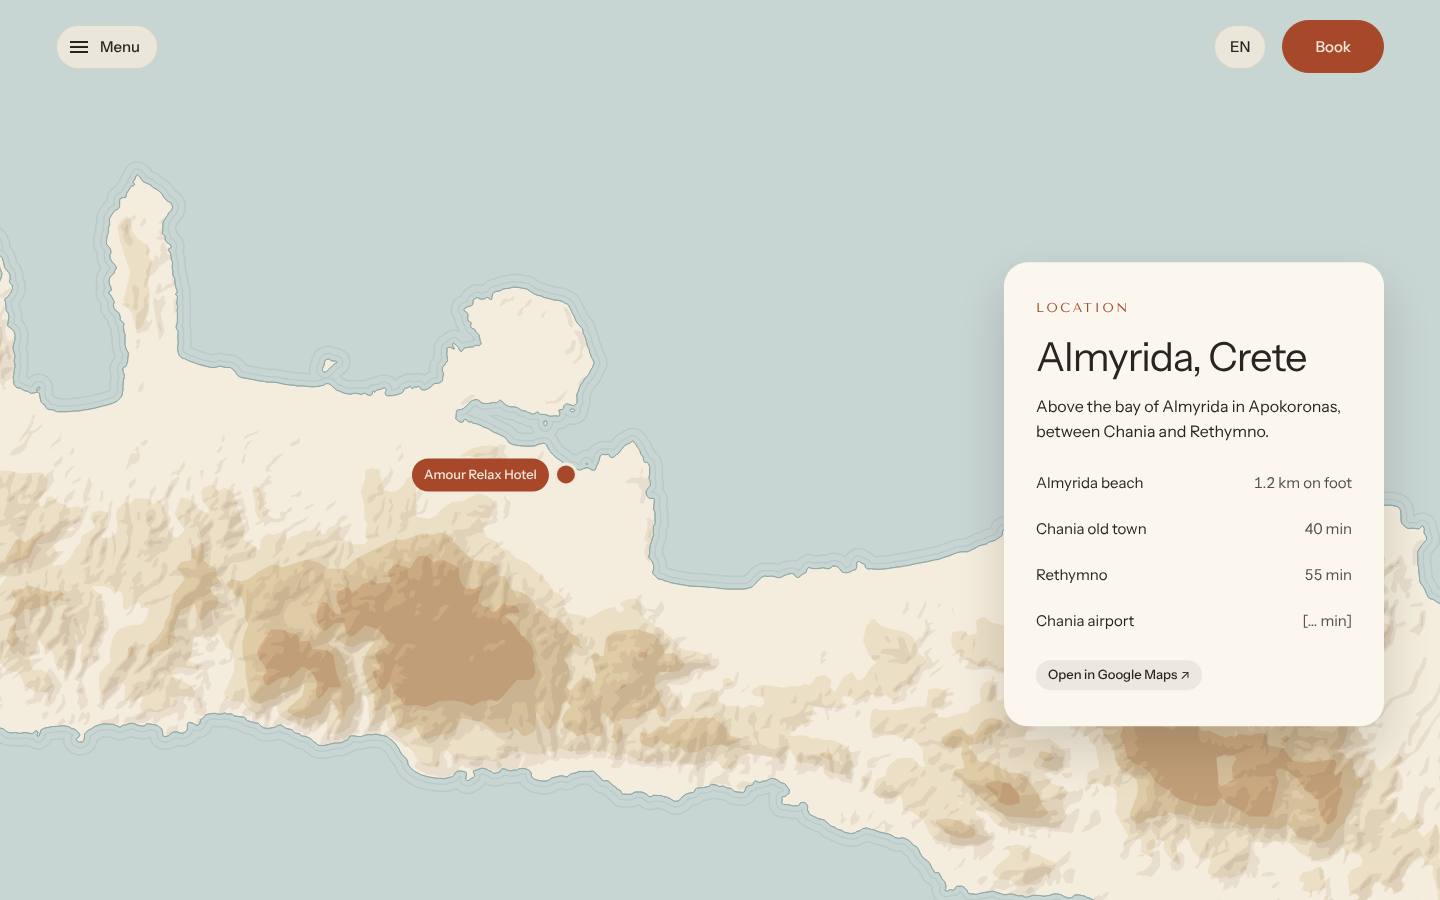 Menu
EN
Book
LOCATION
Almyrida, Crete
Above the bay of Almyrida in Apokoronas,
between Chania and Rethymno.
Amour Relax Hotel
Almyrida beach 1.2 km on foot
Chania old town 40 min
Rethymno 55 min
Chania airport [... min]
Open in Google Maps ↗